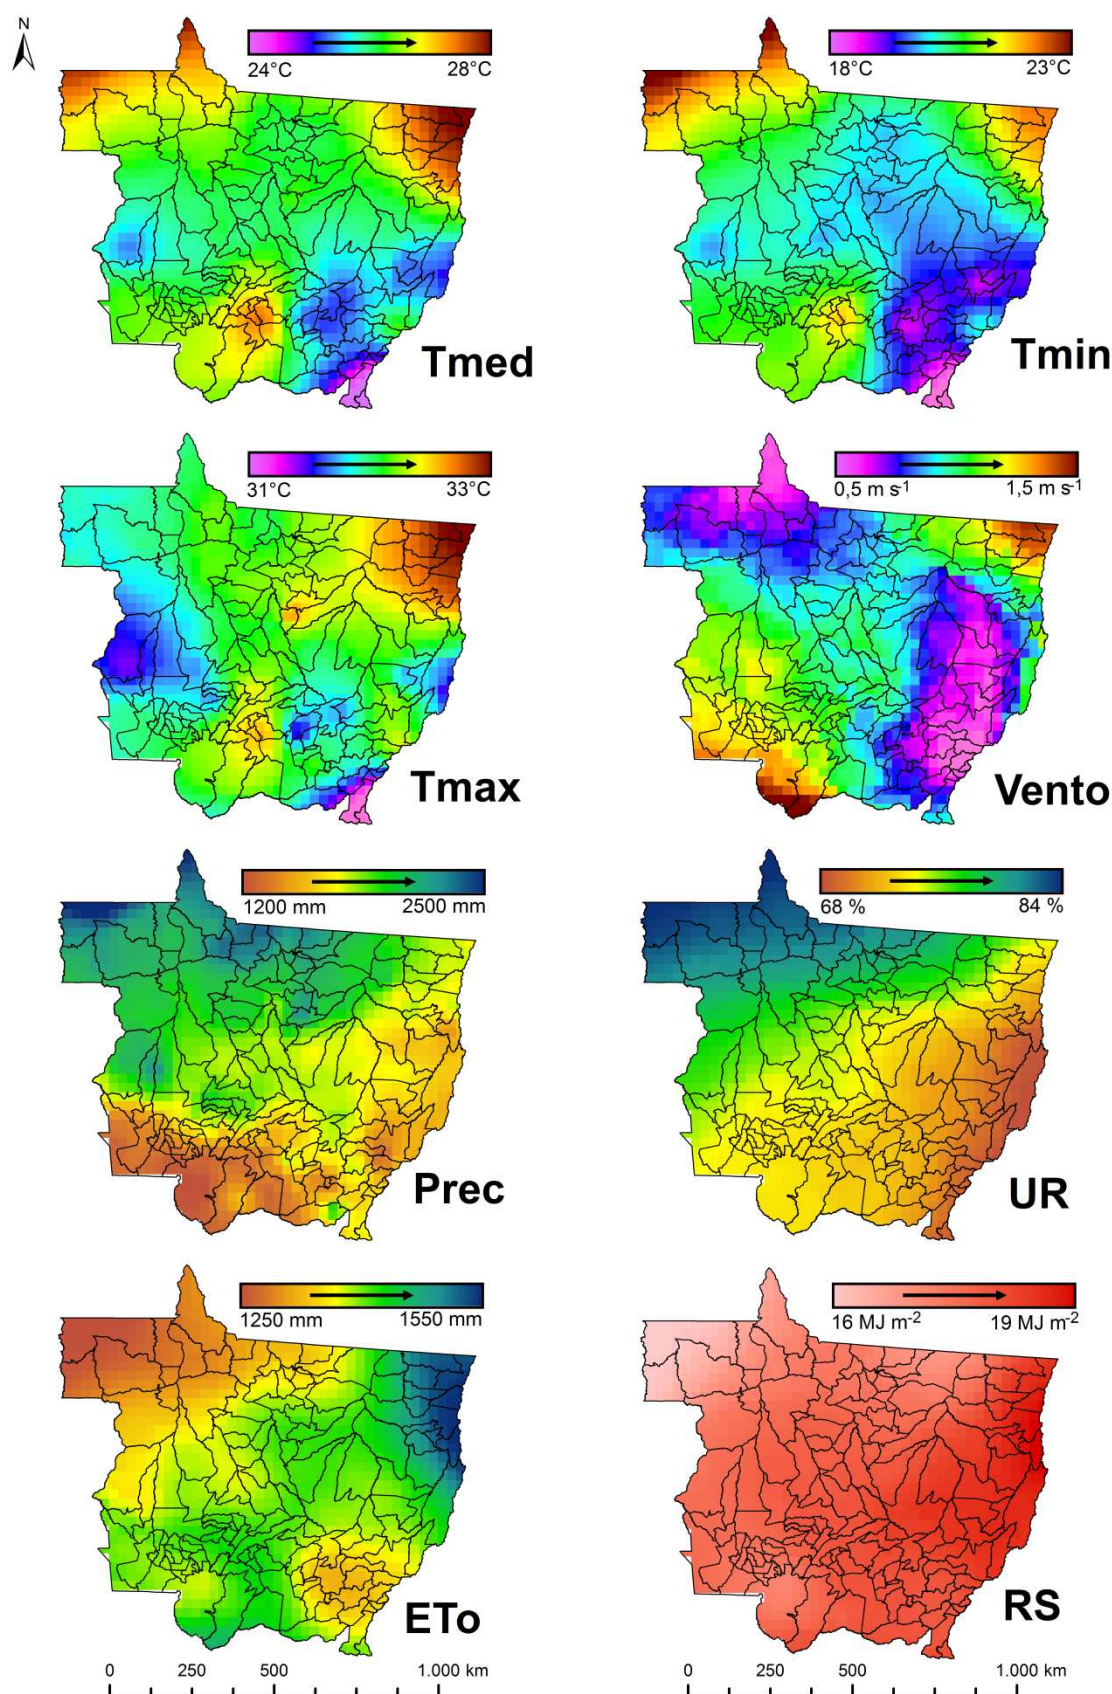 N
24°C 28°C
18°C 23°C
Tmed
Tmin
31°C 33°C
0,5 m s⁻¹ 1,5 m s⁻¹
Tmax
Vento
1200 mm 2500 mm
68 % 84 %
Prec
UR
1250 mm 1550 mm
16 MJ m⁻² 19 MJ m⁻²
ETo
RS
0 250 500 1.000 km
0 250 500 1.000 km